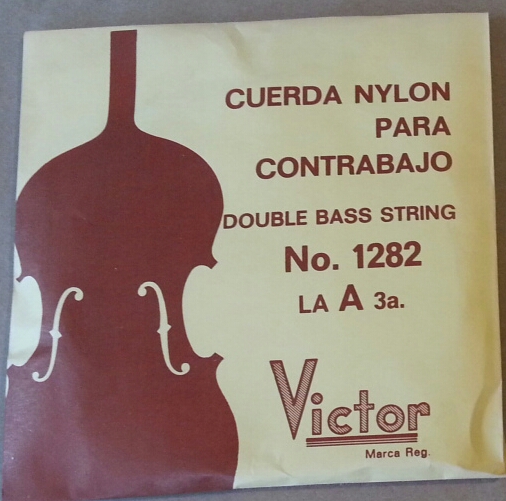 CUERDA NYLON
PARA
CONTRABAJO
DOUBLE BASS STRING
No. 1282
LA A 3a.
Victor
Marca Reg.